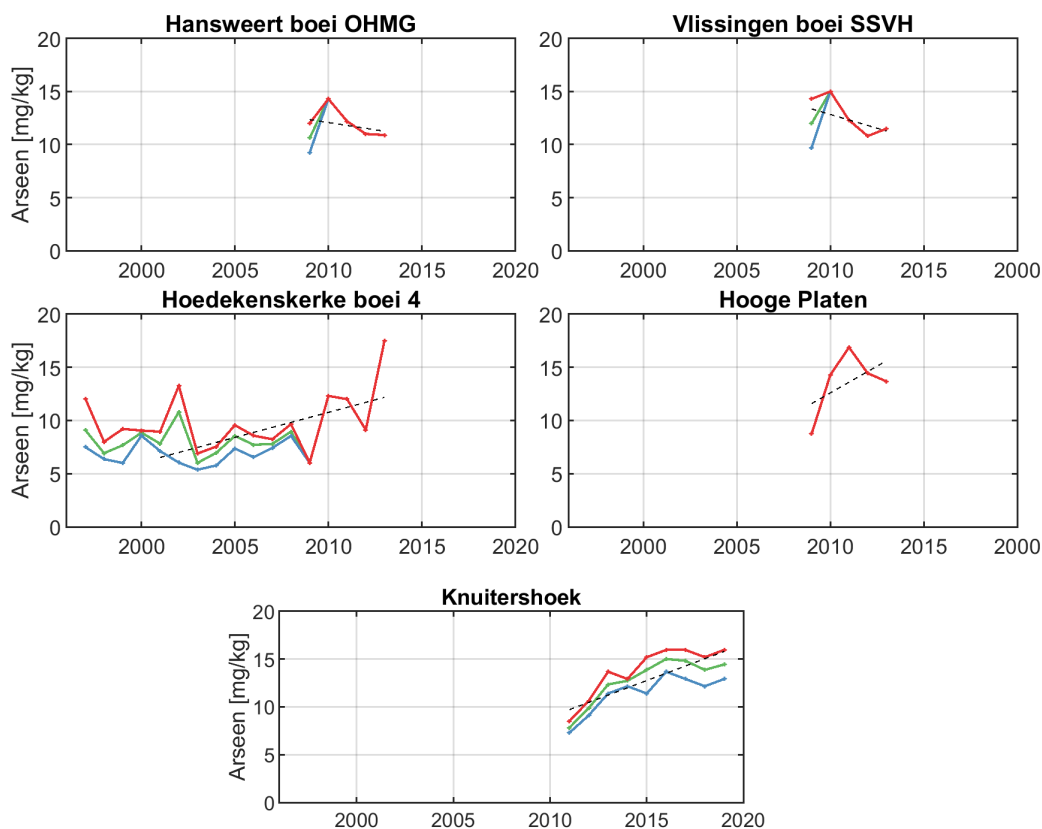 Hansweert boei OHMG
Arseen [mg/kg]
20
15
10
5
0
2000 2005 2010 2015 2020
Vlissingen boei SSVH
20
15
10
5
0
2000 2005 2010 2015 2000
Hoedekenskerke boei 4
Arseen [mg/kg]
20
15
10
5
0
2000 2005 2010 2015 2020
Hooge Platen
20
15
10
5
0
2000 2005 2010 2015 2000
Knuitershoek
Arseen [mg/kg]
20
15
10
5
0
2000 2005 2010 2015 2020